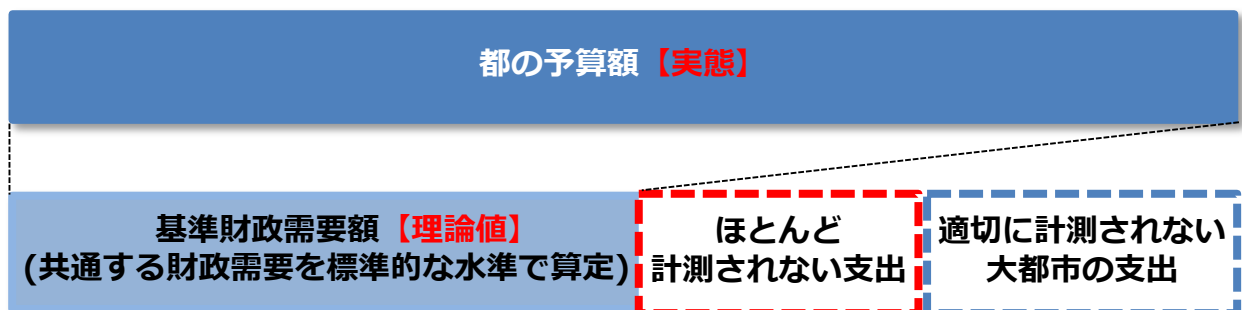 都の予算額【実態】
基準財政需要額【理論値】
(共通する財政需要を標準的な水準で算定)
ほとんど
計測されない支出
適切に計測されない
大都市の支出